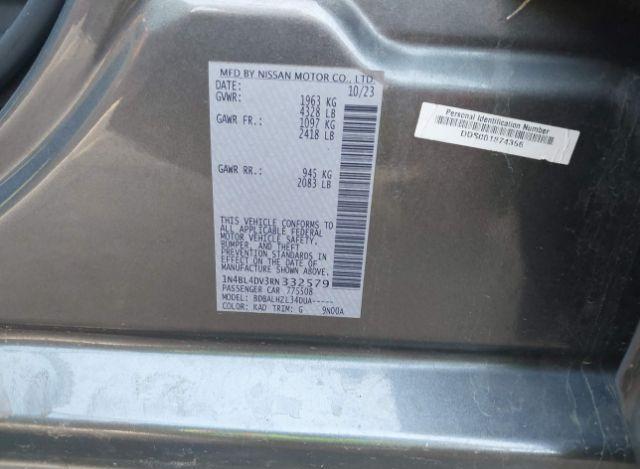 MFD BY NISSAN MOTOR CO., LTD.
DATE: 10/23
GVWR: 1963 KG
4328 LB
GAWR FR.: 1097 KG
2418 LB
GAWR RR.: 945 KG
2083 LB
THIS VEHICLE CONFORMS TO
ALL APPLICABLE FEDERAL
MOTOR VEHICLE SAFETY,
BUMPER, AND THEFT
PREVENTION STANDARDS IN
EFFECT ON THE DATE OF
MANUFACTURE SHOWN ABOVE.
1N4BL4DV3RN332579
PASSENGER CAR 775508
MODEL: BDBALHZL34DUA-----
COLOR: KAD TRIM: G 9N00A
Personal Identification Number
DDS001874356